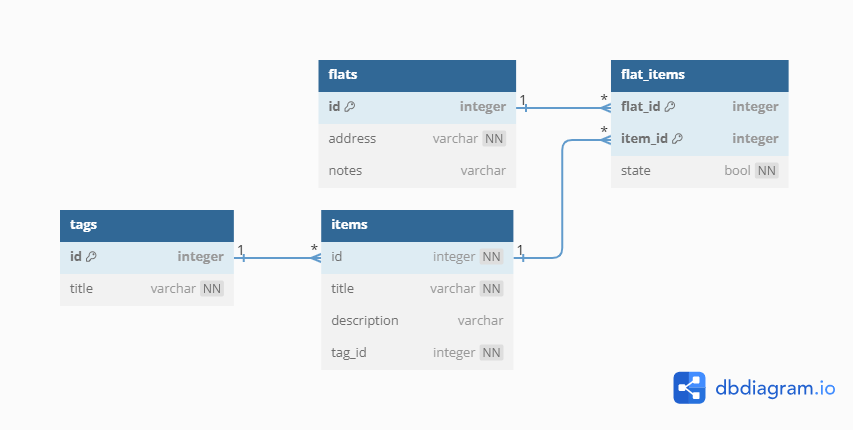 flats
id integer
address varchar NN
notes varchar
1
*
flat_items
flat_id integer
*
item_id integer
state bool NN
tags
id integer
title varchar NN
1
*
items
id integer NN
title varchar NN
description varchar
tag_id integer NN
1
dbdiagram.io